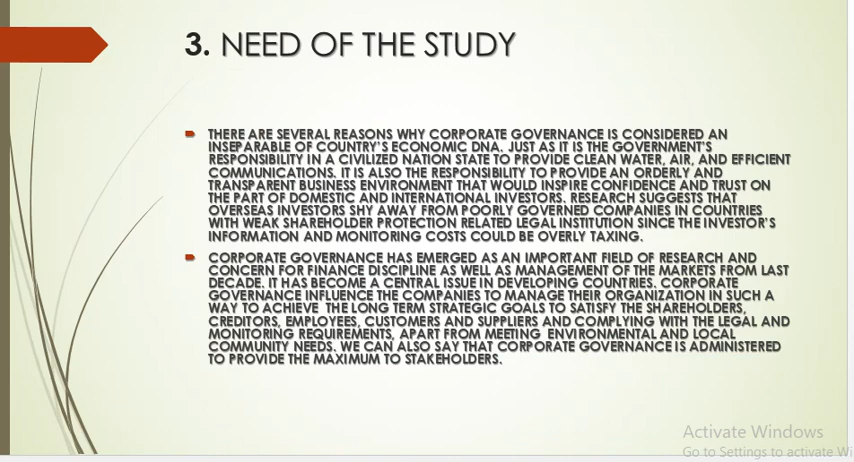 3. NEED OF THE STUDY
THERE ARE SEVERAL REASONS WHY CORPORATE GOVERNANCE IS CONSIDERED AN
INSEPARABLE OF COUNTRY'S ECONOMIC DNA. JUST AS IT IS THE GOVERNMENT'S
RESPONSIBILITY IN A CIVILIZED NATION STATE TO PROVIDE CLEAN WATER, AIR, AND EFFICIENT
COMMUNICATIONS. IT IS ALSO THE RESPONSIBILITY TO PROVIDE AN ORDERLY AND
TRANSPARENT BUSINESS ENVIRONMENT THAT WOULD INSPIRE CONFIDENCE AND TRUST ON
THE PART OF DOMESTIC AND INTERNATIONAL INVESTORS. RESEARCH SUGGESTS THAT
OVERSEAS INVESTORS SHY AWAY FROM POORLY GOVERNED COMPANIES IN COUNTRIES
WITH WEAK SHAREHOLDER PROTECTION RELATED LEGAL INSTITUTION SINCE THE INVESTOR'S
INFORMATION AND MONITORING COSTS COULD BE OVERLY TAXING.
CORPORATE GOVERNANCE HAS EMERGED AS AN IMPORTANT FIELD OF RESEARCH AND
CONCERN FOR FINANCE DISCIPLINE AS WELL AS MANAGEMENT OF THE MARKETS FROM LAST
DECADE. IT HAS BECOME A CENTRAL ISSUE IN DEVELOPING COUNTRIES. CORPORATE
GOVERNANCE INFLUENCE THE COMPANIES TO MANAGE THEIR ORGANIZATION IN SUCH A
WAY TO ACHIEVE THE LONG TERM STRATEGIC GOALS TO SATISFY THE SHAREHOLDERS,
CREDITORS, EMPLOYEES, CUSTOMERS AND SUPPLIERS AND COMPLYING WITH THE LEGAL AND
MONITORING REQUIREMENTS, APART FROM MEETING ENVIRONMENTAL AND LOCAL
COMMUNITY NEEDS. WE CAN ALSO SAY THAT CORPORATE GOVERNANCE IS ADMINISTERED
TO PROVIDE THE MAXIMUM TO STAKEHOLDERS.
Activate Windows
Go to Settings to activate Wi